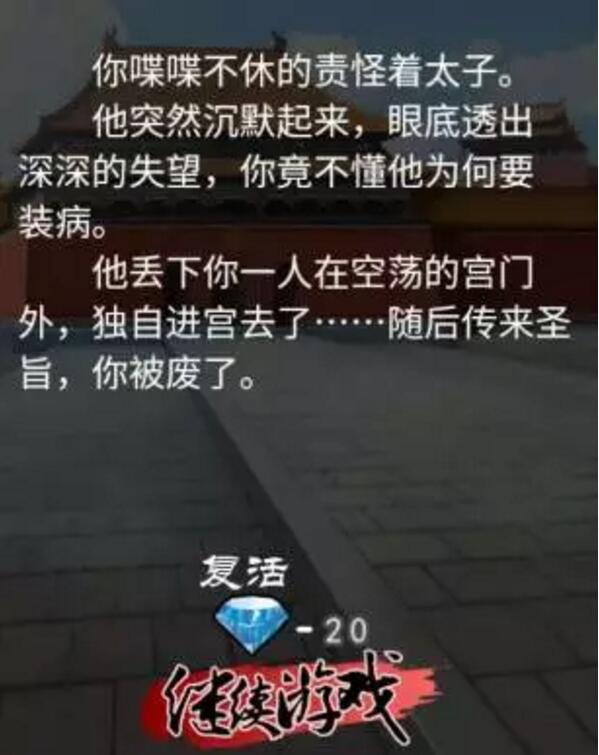 你喋喋不休的责怪着太子。
他突然沉默起来，眼底透出
深深的失望，你竟不懂他为何要
装病。
他丢下你一人在空荡的宫门
外，独自进宫去了……随后传来圣
旨，你被废了。
复活
-20
继续游戏